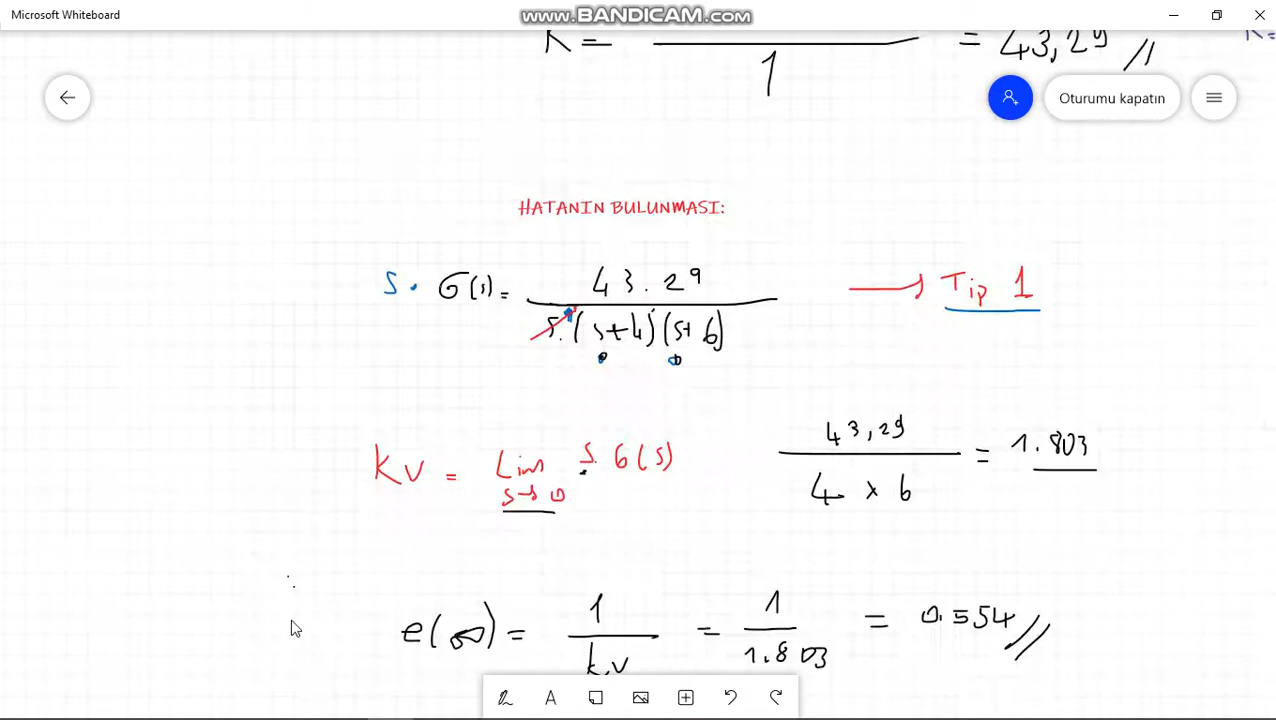 Microsoft Whiteboard
www.BANDICAM.com
K = 1 = 43,29 //
K=
Oturumu kapatın
HATANIN BULUNMASI:
S. G(s) = 43.29 / s.(s+4)(s+6) → Tip 1
kv = Lim s→0 s. G(s) 43,29 / 4 x 6 = 1.803
e(∞) = 1 / kv = 1 / 1.803 = 0.554 //
A